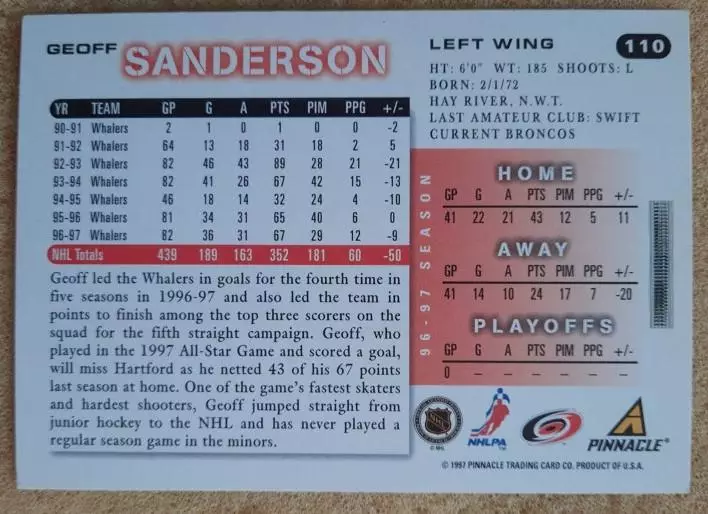 GEOFF SANDERSON
LEFT WING
110
HT: 6'0" WT: 185 SHOOTS: L
BORN: 2/1/72
HAY RIVER, N.W.T.
LAST AMATEUR CLUB: SWIFT
CURRENT BRONCOS
YR TEAM GP G A PTS PIM PPG +/-
90-91 Whalers 2 1 0 1 0 0 -2
91-92 Whalers 64 13 18 31 18 2 5
92-93 Whalers 82 46 43 89 28 21 -21
93-94 Whalers 82 41 26 67 42 15 -13
94-95 Whalers 46 18 14 32 24 4 -10
95-96 Whalers 81 34 31 65 40 6 0
96-97 Whalers 82 36 31 67 29 12 -9
NHL Totals 439 189 163 352 181 60 -50
Geoff led the Whalers in goals for the fourth time in
five seasons in 1996-97 and also led the team in
points to finish among the top three scorers on the
squad for the fifth straight campaign. Geoff, who
played in the 1997 All-Star Game and scored a goal,
will miss Hartford as he netted 43 of his 67 points
last season at home. One of the game's fastest skaters
and hardest shooters, Geoff jumped straight from
junior hockey to the NHL and has never played a
regular season game in the minors.
96-97 SEASON
HOME
GP G A PTS PIM PPG +/-
41 22 21 43 12 5 11
AWAY
GP G A PTS PIM PPG +/-
41 14 10 24 17 7 -20
PLAYOFFS
GP G A PTS PIM PPG +/-
0 – – – – – –
NHL
© NHL
NHLPA
PINNACLE
© 1997 PINNACLE TRADING CARD CO. PRODUCT OF U.S.A.